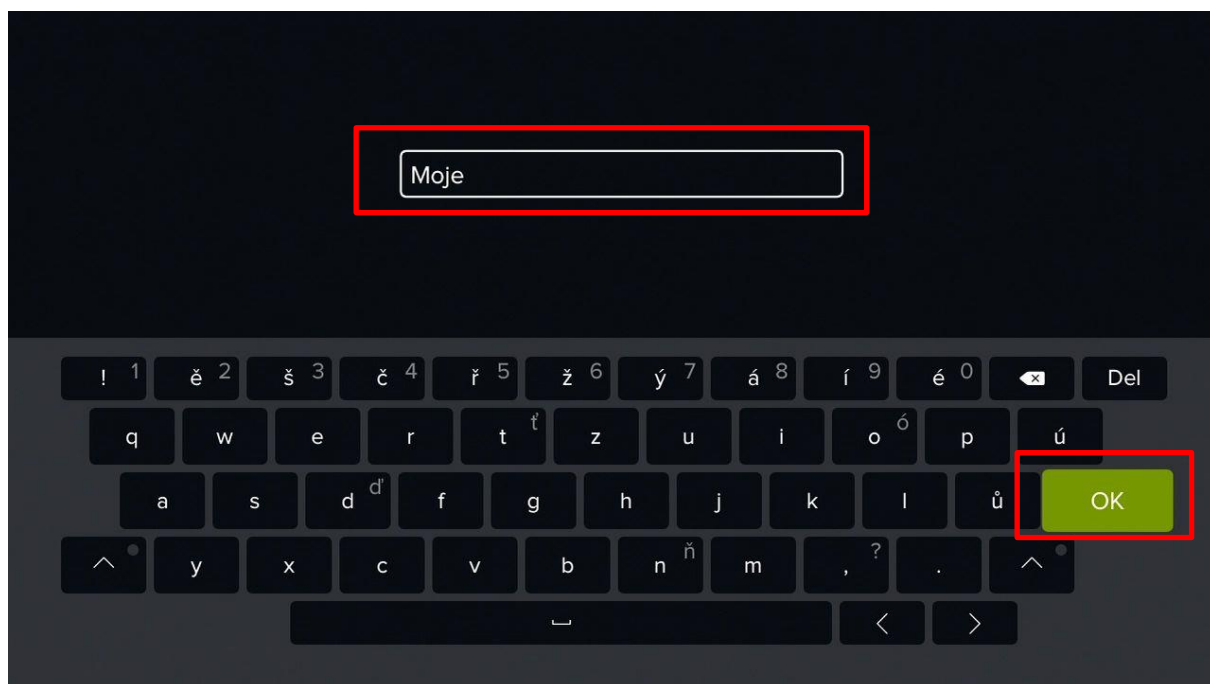 Moje
! 1 ě 2 š 3 č 4 ř 5 ž 6 ý 7 á 8 í 9 é 0 Del
q w e r t ť z u i o ó p ú
a s d ď f g h j k l ů OK
y x c v b n ň m , ? .